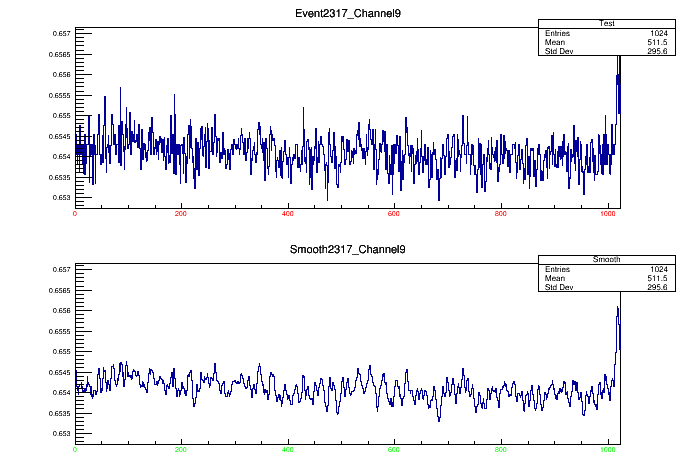 Event2317_Channel9
Test
Entries 1024
Mean 511.5
Std Dev 295.6
0.657
0.6565
0.656
0.6555
0.655
0.6545
0.654
0.6535
0.653
0 200 400 600 800 1000
Smooth2317_Channel9
Smooth
Entries 1024
Mean 511.5
Std Dev 295.6
0.657
0.6565
0.656
0.6555
0.655
0.6545
0.654
0.6535
0.653
0 200 400 600 800 1000